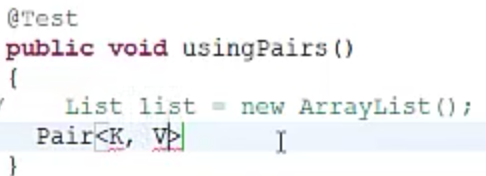 @Test
public void usingPairs()
{
/ List list = new ArrayList();
Pair<K, V>
}